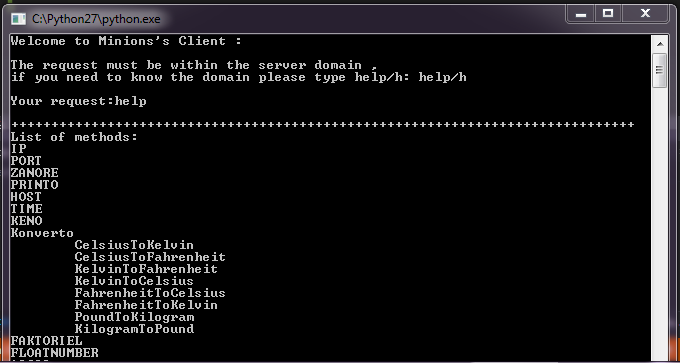 C:\Python27\python.exe
Welcome to Minions's Client :
The request must be within the server domain ,
if you need to know the domain please type help/h: help/h
Your request:help
++++++++++++++++++++++++++++++++++++++++++++++++++++++++++++++++++++++++++++++
List of methods:
IP
PORT
ZANORE
PRINTO
HOST
TIME
KENO
Konverto
CelsiusToKelvin
CelsiusToFahrenheit
KelvinToFahrenheit
KelvinToCelsius
FahrenheitToCelsius
FahrenheitToKelvin
PoundToKilogram
KilogramToPound
FAKTORIEL
FLOATNUMBER